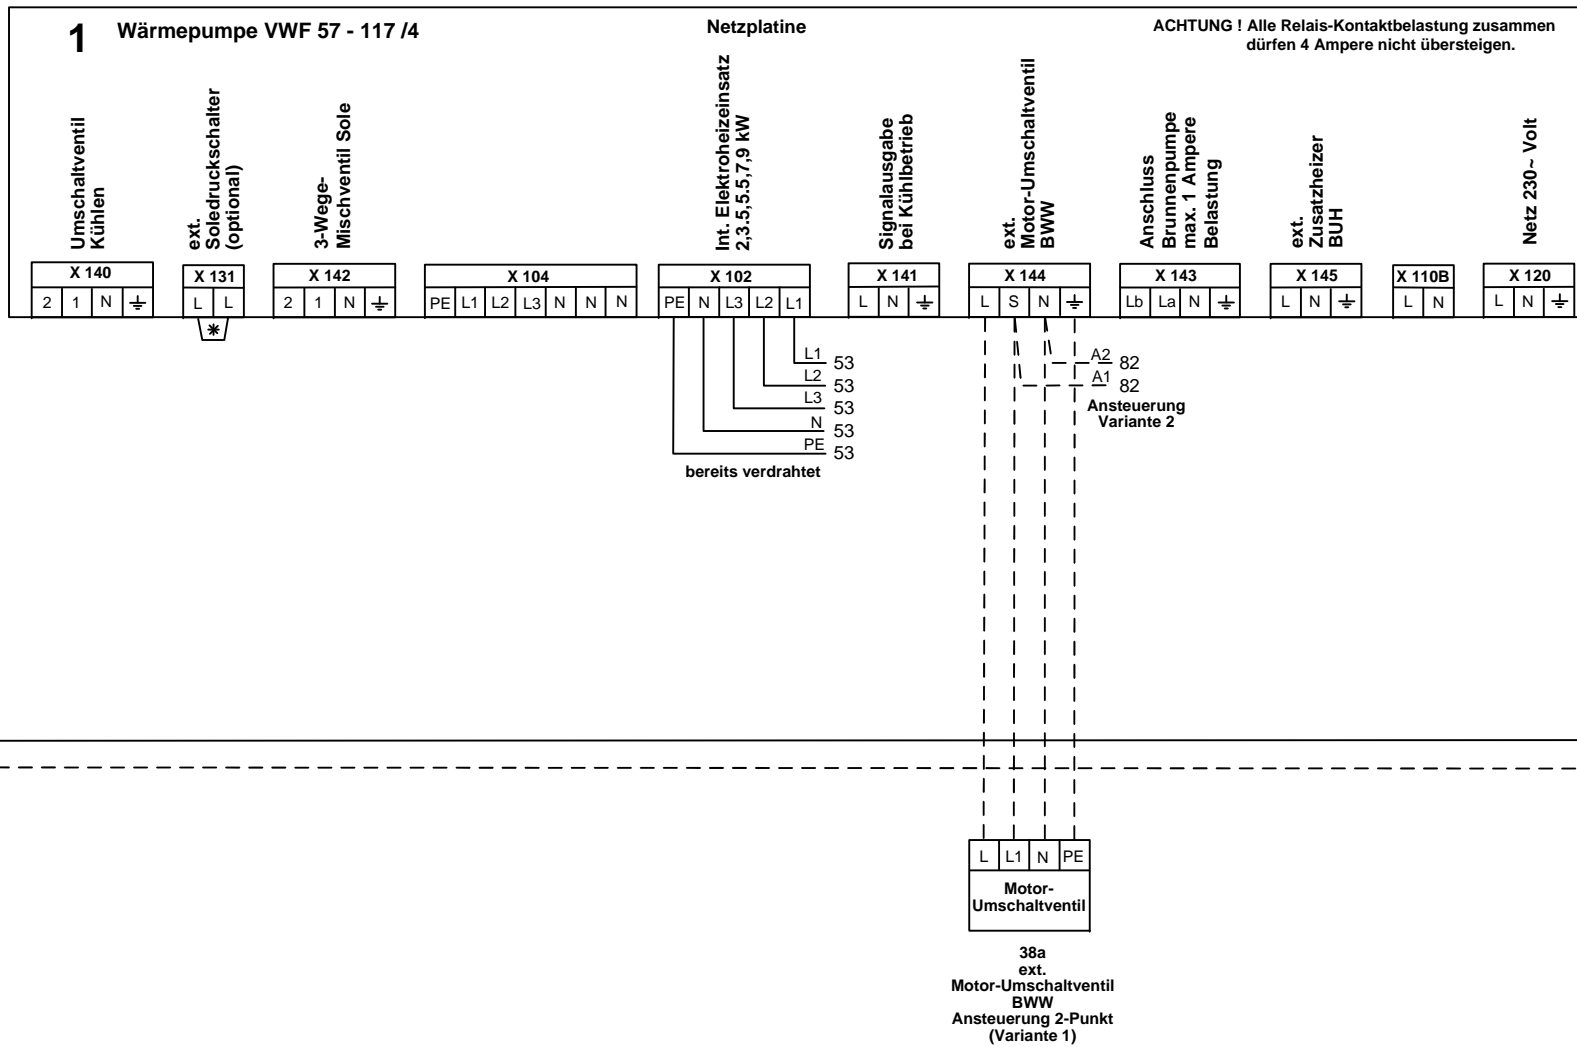 1
Wärmepumpe VWF 57 - 117 /4
Netzplatine
ACHTUNG ! Alle Relais-Kontaktbelastung zusammen
dürfen 4 Ampere nicht übersteigen.
Umschaltventil
Kühlen
ext.
Soledruckschalter
(optional)
3-Wege-
Mischventil Sole
Int. Elektroheizeinsatz
2,3.5,5.5,7,9 kW
Signalausgabe
bei Kühlbetrieb
ext.
Motor-Umschaltventil
BWW
Anschluss
Brunnenpumpe
max. 1 Ampere
Belastung
ext.
Zusatzheizer
BUH
Netz 230~ Volt
X 140
X 131
X 142
X 104
X 102
X 141
X 144
X 143
X 145
X 110B
X 120
2 1 N ⏚
L L
2 1 N ⏚
PE L1 L2 L3 N N N
PE N L3 L2 L1
L N ⏚
L S N ⏚
Lb La N ⏚
L N ⏚
L N
L N ⏚
*
L1 53
L2 53
L3 53
N 53
PE 53
bereits verdrahtet
A2 82
A1 82
Ansteuerung
Variante 2
L L1 N PE
Motor-
Umschaltventil
38a
ext.
Motor-Umschaltventil
BWW
Ansteuerung 2-Punkt
(Variante 1)